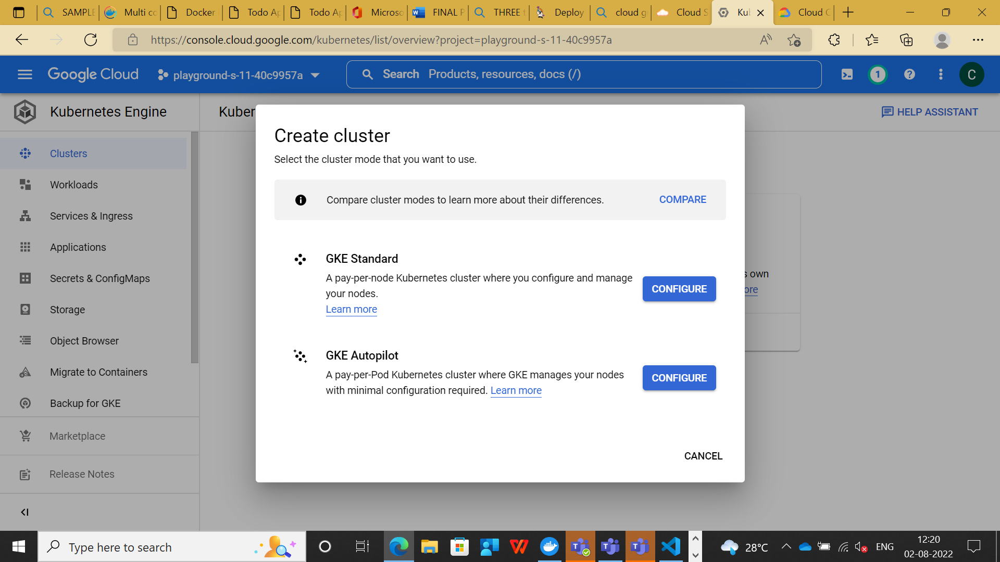 SAMPLE
Multi co
Docker
Todo Ap
Todo Ap
Microso
FINAL P
THREE t
Deploy
cloud g
Cloud S
Kub
Cloud C
https://console.cloud.google.com/kubernetes/list/overview?project=playground-s-11-40c9957a
Google Cloud
playground-s-11-40c9957a
Search Products, resources, docs (/)
1
C
Kubernetes Engine
Kuber
HELP ASSISTANT
Clusters
Workloads
Services & Ingress
Applications
Secrets & ConfigMaps
Storage
Object Browser
Migrate to Containers
Backup for GKE
Marketplace
Release Notes
Create cluster
Select the cluster mode that you want to use.
Compare cluster modes to learn more about their differences.
COMPARE
GKE Standard
A pay-per-node Kubernetes cluster where you configure and manage
your nodes.
Learn more
CONFIGURE
GKE Autopilot
A pay-per-Pod Kubernetes cluster where GKE manages your nodes
with minimal configuration required. Learn more
CONFIGURE
CANCEL
s own
ore
Type here to search
28°C
ENG
12:20
02-08-2022